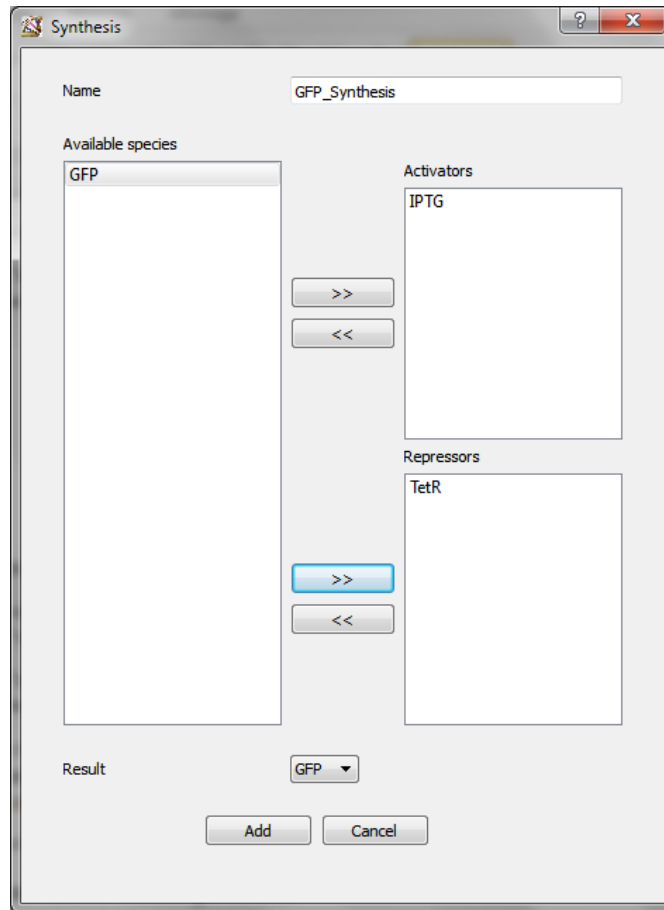 Synthesis
Name
GFP_Synthesis
Available species
GFP
Activators
IPTG
>>
<<
Repressors
TetR
>>
<<
Result
GFP
Add
Cancel